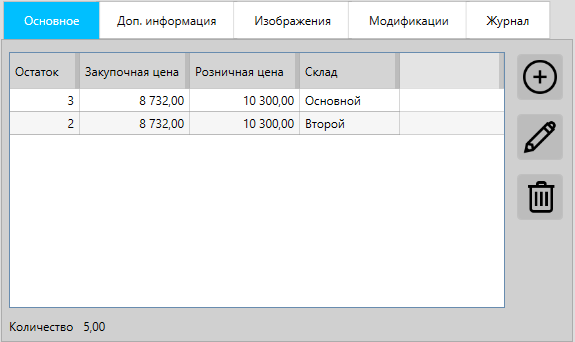 Основное Доп. информация Изображения Модификации Журнал
Остаток Закупочная цена Розничная цена Склад
3 8 732,00 10 300,00 Основной
2 8 732,00 10 300,00 Второй
Количество 5,00